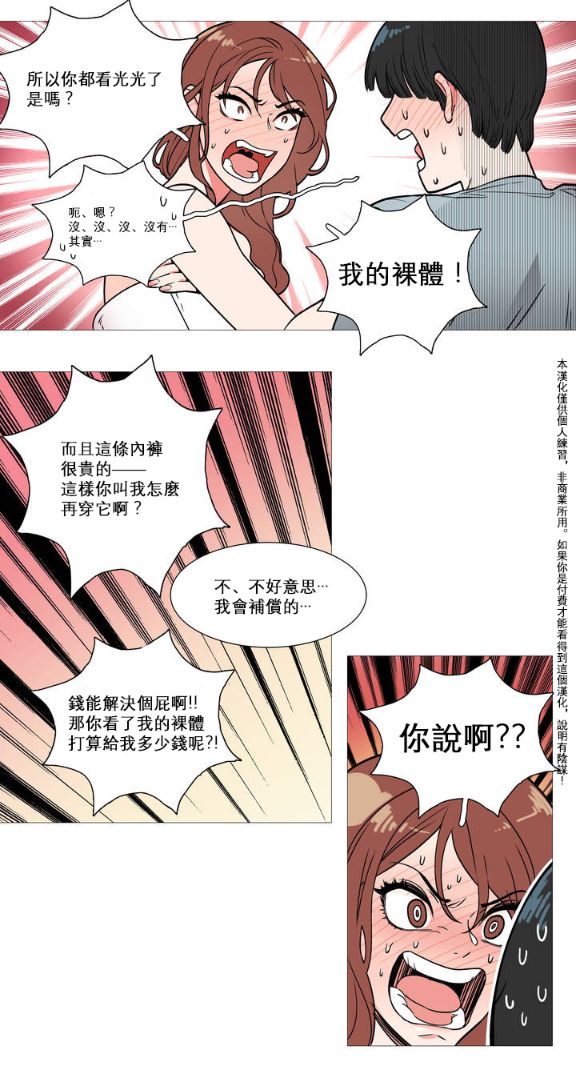 所以你都看光光了
是嗎？
呃、嗯？
沒、沒、沒、沒有…
其實…
我的裸體！
而且這條內褲
很貴的——
這樣你叫我怎麼
再穿它啊？
不、不好意思…
我會補償的…
錢能解決個屁啊!!
那你看了我的裸體
打算給我多少錢呢?!
你說啊??
本漢化僅供個人練習，非商業所用。如果你是付費才能看得到這個漢化，說明有陰謀！